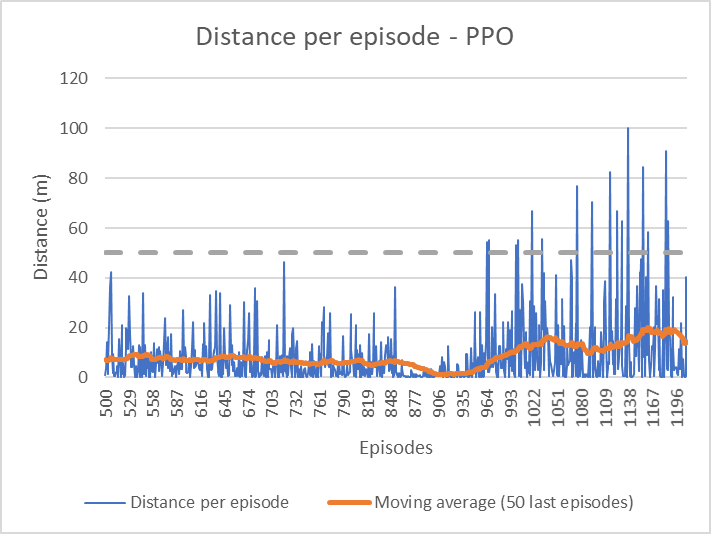 Distance per episode - PPO
120
100
80
60
40
20
0
Distance (m)
500 529 558 587 616 645 674 703 732 761 790 819 848 877 906 935 964 993 1022 1051 1080 1109 1138 1167 1196
Episodes
Distance per episode Moving average (50 last episodes)